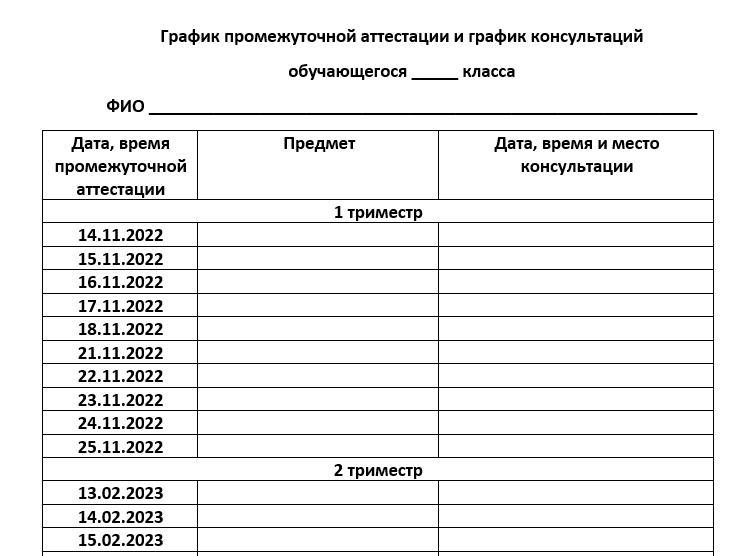 График промежуточной аттестации и график консультаций
обучающегося _____ класса
ФИО ____________________________________________________________
Дата, время промежуточной аттестации Предмет Дата, время и место консультации
1 триместр
14.11.2022
15.11.2022
16.11.2022
17.11.2022
18.11.2022
21.11.2022
22.11.2022
23.11.2022
24.11.2022
25.11.2022
2 триместр
13.02.2023
14.02.2023
15.02.2023